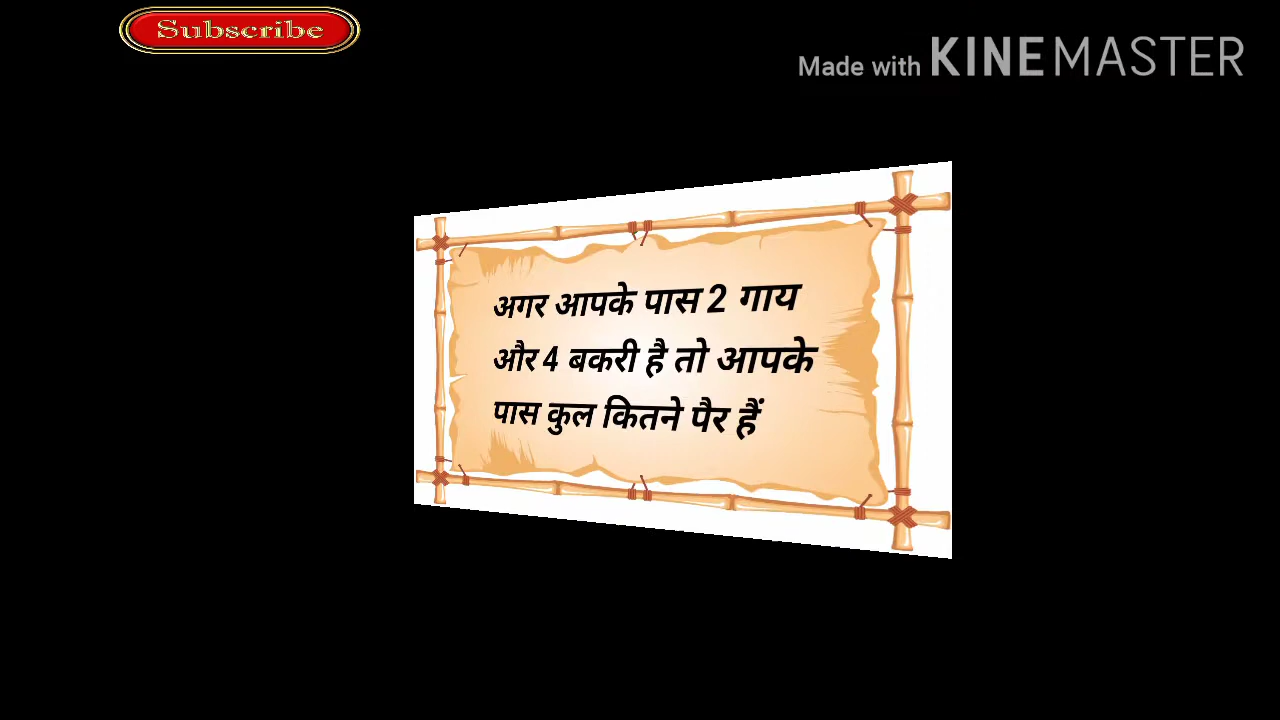 Subscribe
Made with KINEMASTER
अगर आपके पास 2 गाय
और 4 बकरी है तो आपके
पास कुल कितने पैर हैं